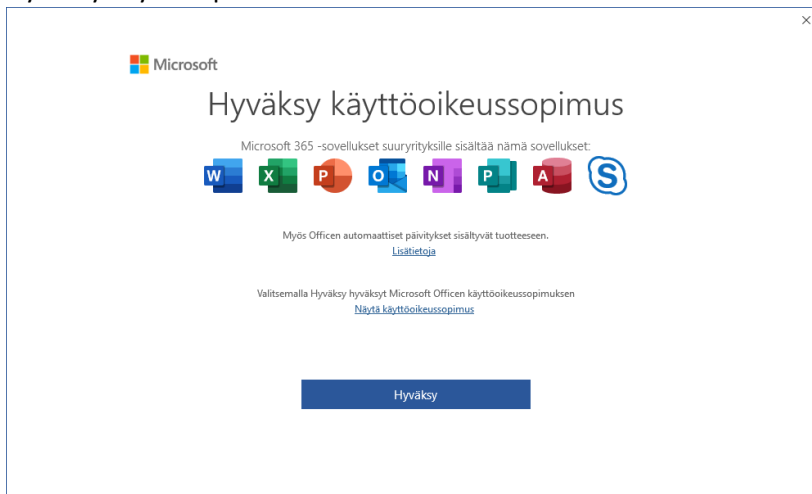 Microsoft
Hyväksy käyttöoikeussopimus
Microsoft 365 -sovellukset suuryrityksille sisältää nämä sovellukset:
W X P O N P A S
Myös Officen automaattiset päivitykset sisältyvät tuotteeseen.
Lisätietoja
Valitsemalla Hyväksy hyväksyt Microsoft Officen käyttöoikeussopimuksen
Näytä käyttöoikeussopimus
Hyväksy